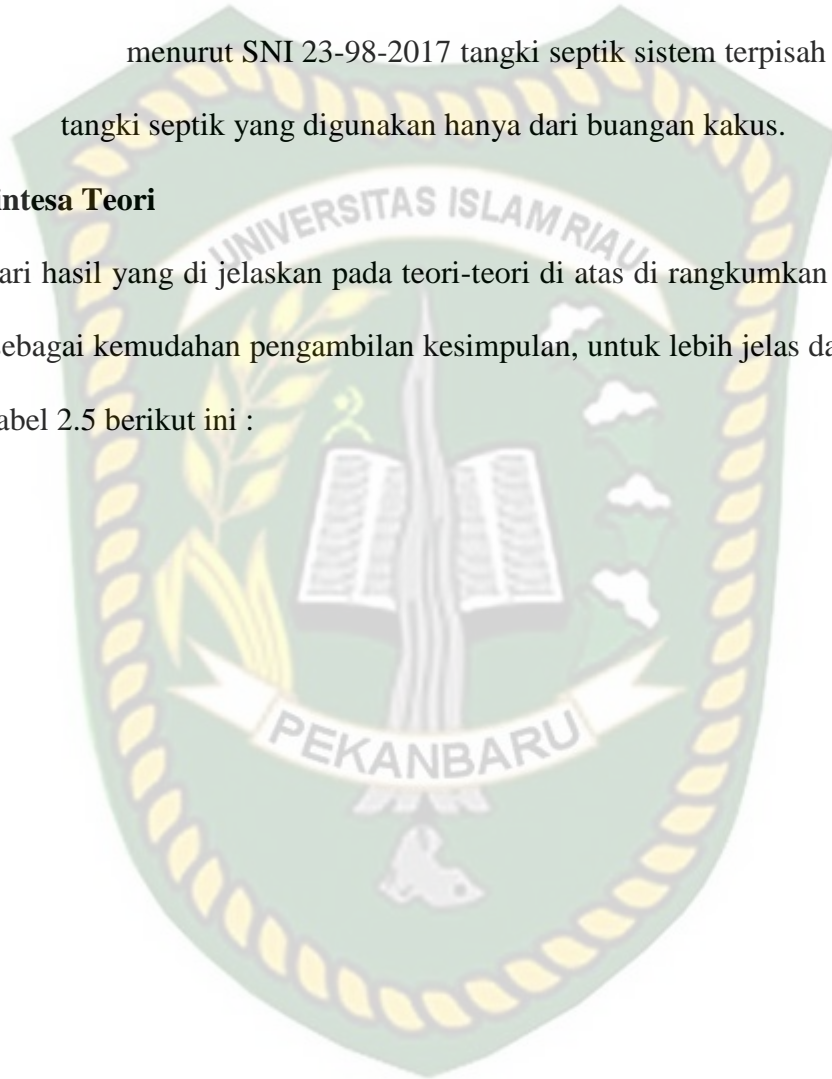 menurut SNI 23-98-2017 tangki septik sistem terpisah
tangki septik yang digunakan hanya dari buangan kakus.
intesa Teori
UNIVERSITAS ISLAM RIAU
ari hasil yang di jelaskan pada teori-teori di atas di rangkumkan
sebagai kemudahan pengambilan kesimpulan, untuk lebih jelas da
abel 2.5 berikut ini :
PEKANBARU